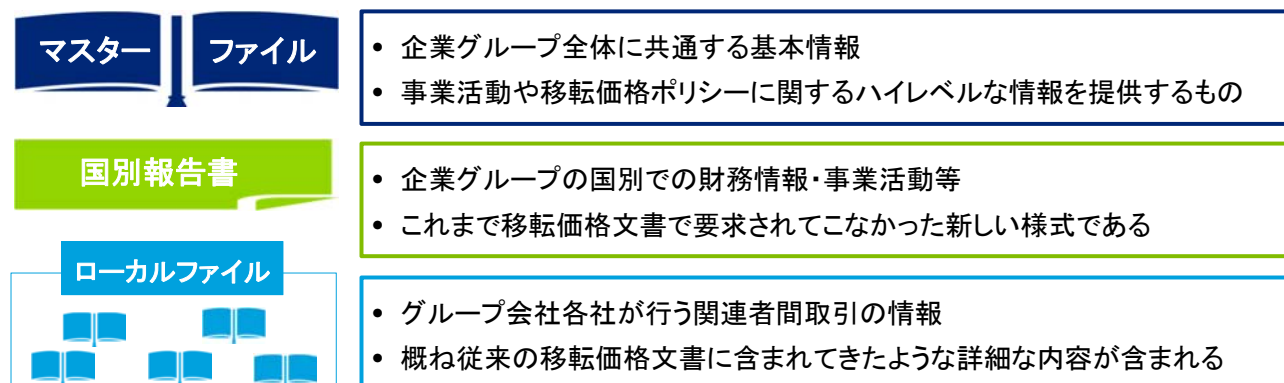 マスター ファイル
• 企業グループ全体に共通する基本情報
• 事業活動や移転価格ポリシーに関するハイレベルな情報を提供するもの
国別報告書
• 企業グループの国別での財務情報・事業活動等
• これまで移転価格文書で要求されてこなかった新しい様式である
ローカルファイル
• グループ会社各社が行う関連者間取引の情報
• 概ね従来の移転価格文書に含まれてきたような詳細な内容が含まれる